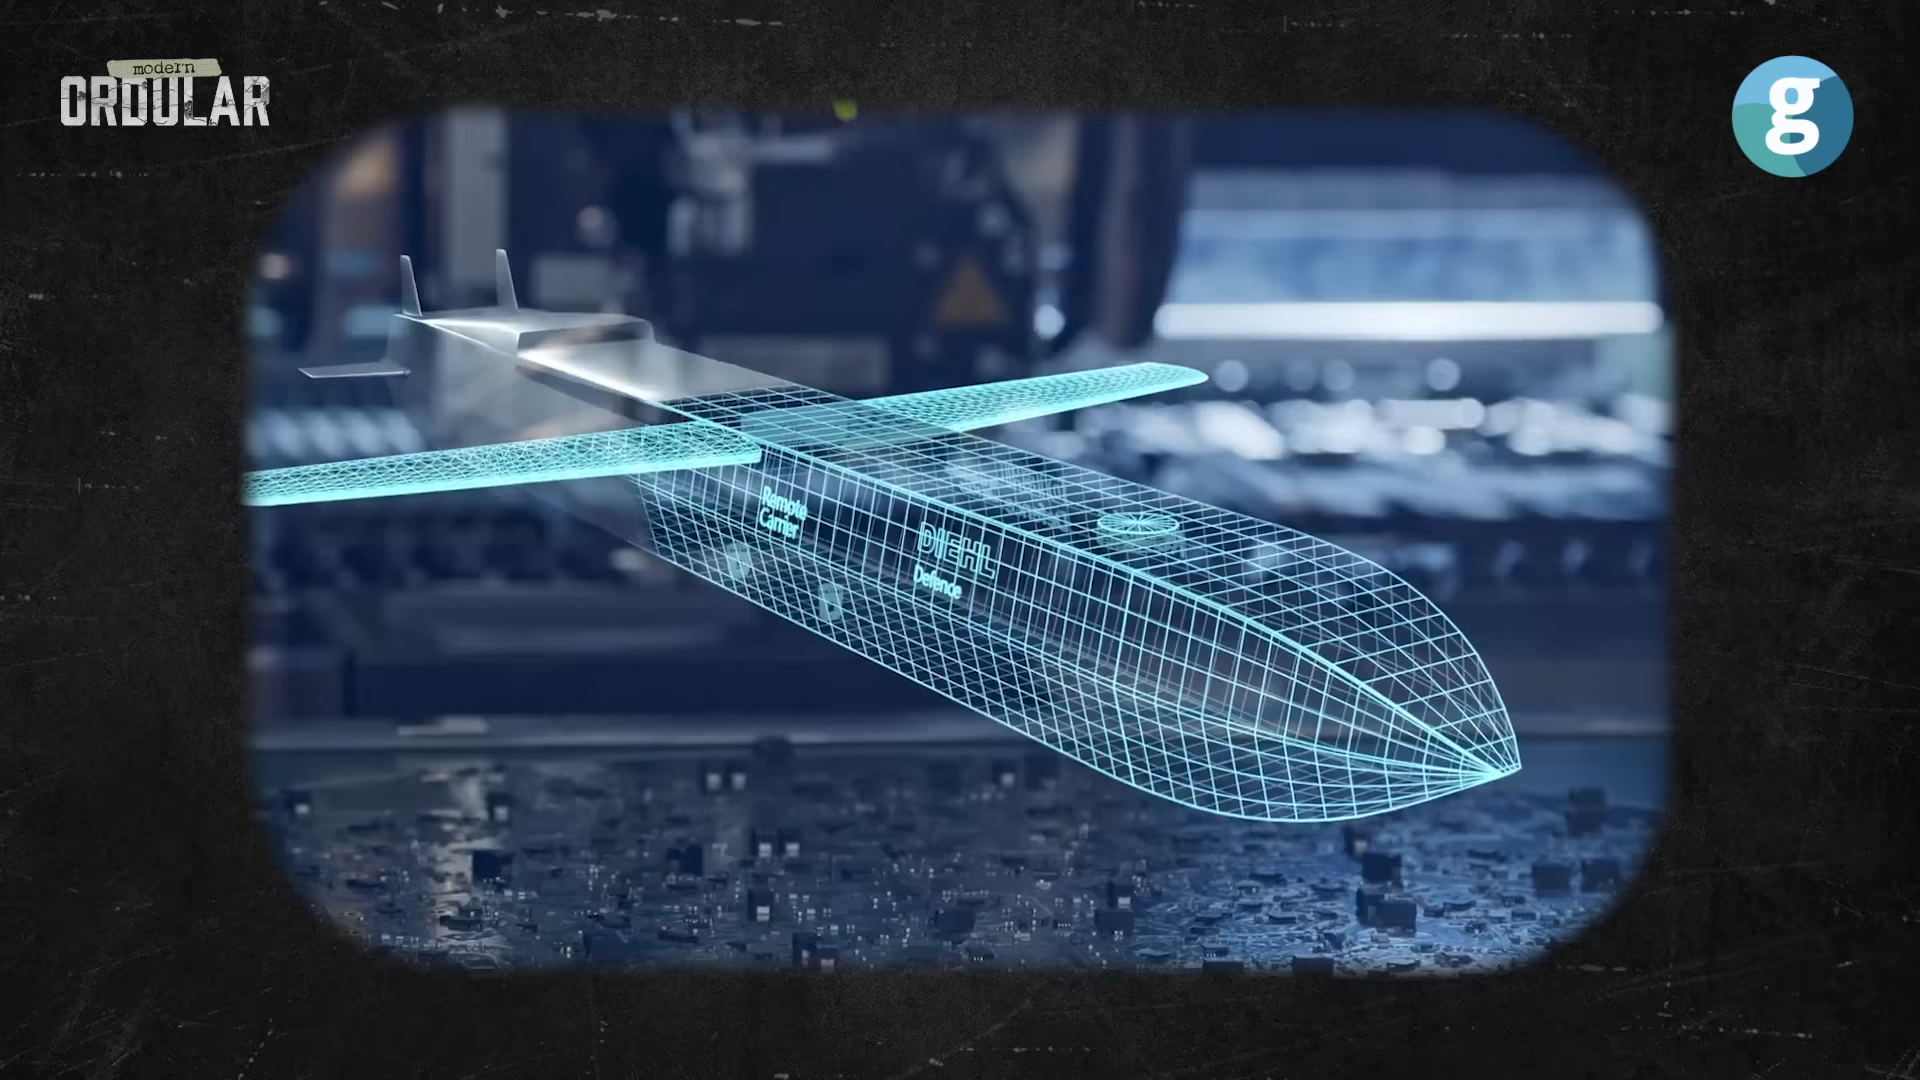 modern
ORDULAR
g
Remote
Carrier
DIEHL
Defence